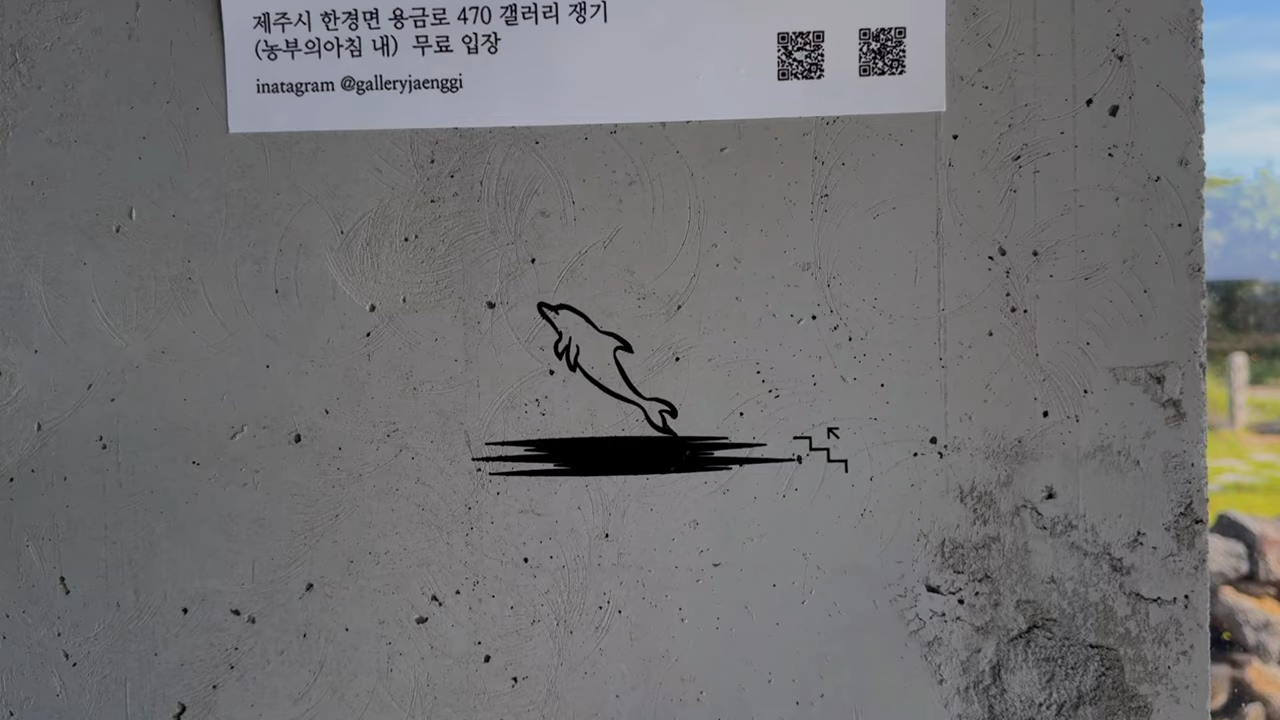 제주시 한경면 용금로 470 갤러리 쟁기
(농부의아침 내) 무료 입장
inatagram @galleryjaenggi